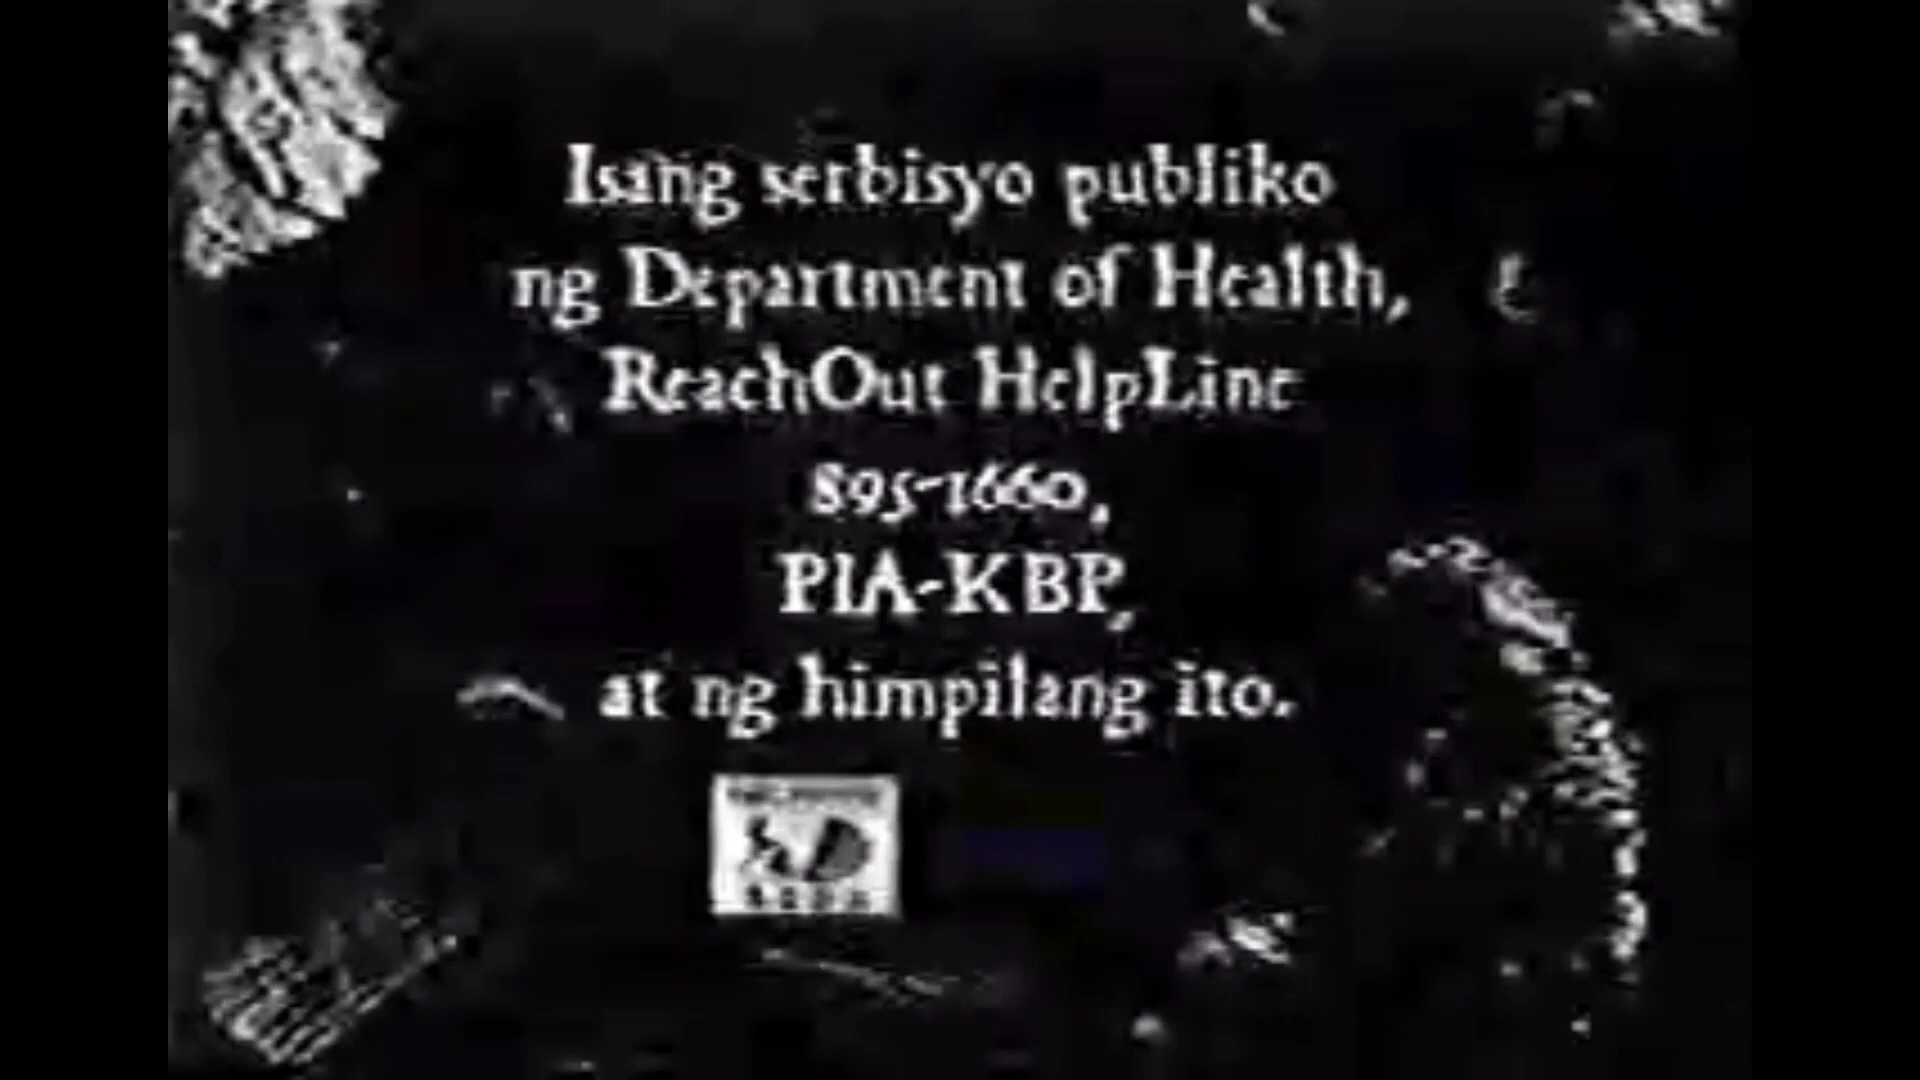 Isang serbisyo publiko
ng Department of Health,
ReachOut HelpLine
895-1660,
PIA-KBP,
at ng himpilang ito.